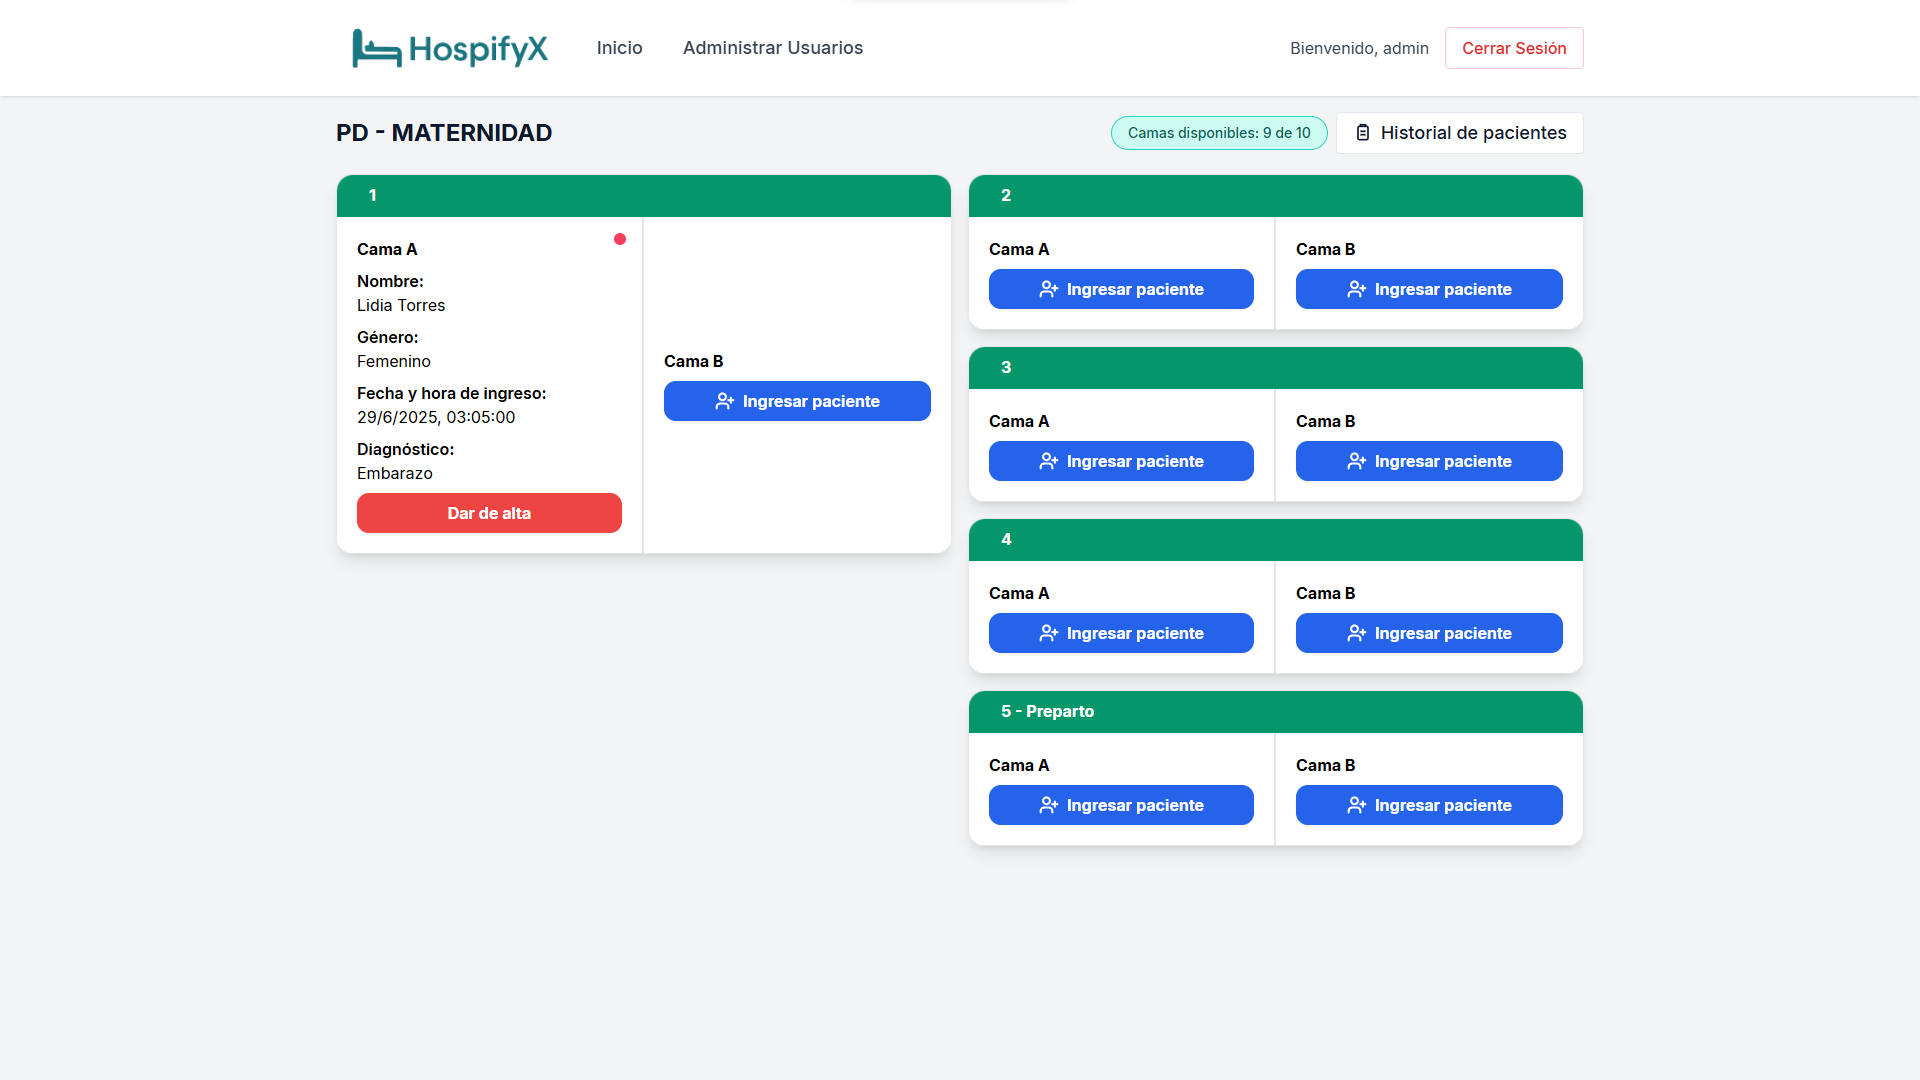 HospifyX
Inicio
Administrar Usuarios
Bienvenido, admin
Cerrar Sesión
PD - MATERNIDAD
Camas disponibles: 9 de 10
Historial de pacientes
1
Cama A
Nombre:
Lidia Torres
Género:
Femenino
Fecha y hora de ingreso:
29/6/2025, 03:05:00
Diagnóstico:
Embarazo
Dar de alta
Cama B
Ingresar paciente
2
Cama A
Ingresar paciente
Cama B
Ingresar paciente
3
Cama A
Ingresar paciente
Cama B
Ingresar paciente
4
Cama A
Ingresar paciente
Cama B
Ingresar paciente
5 - Preparto
Cama A
Ingresar paciente
Cama B
Ingresar paciente